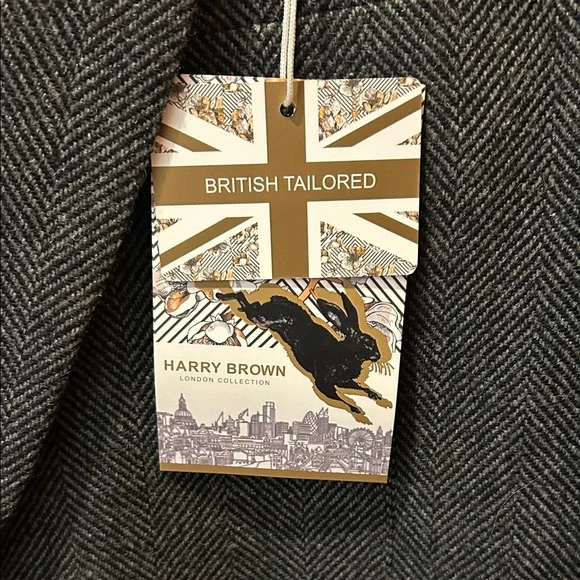 BRITISH TAILORED
HARRY BROWN
LONDON COLLECTION